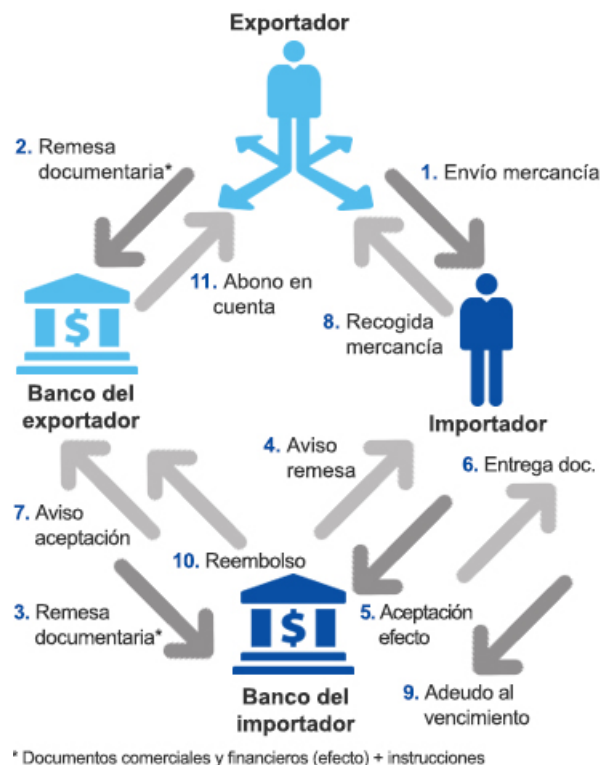 Exportador
2. Remesa
documentaria*
1. Envío mercancía
11. Abono en
cuenta
8. Recogida
mercancía
$
Banco del
exportador
Importador
4. Aviso
remesa
6. Entrega doc.
7. Aviso
aceptación
10. Reembolso
3. Remesa
documentaria*
$
5. Aceptación
efecto
Banco del
importador
9. Adeudo al
vencimiento
* Documentos comerciales y financieros (efecto) + instrucciones